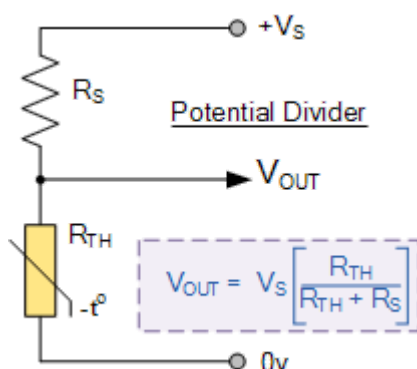 +VS
RS
Potential Divider
VOUT
RTH
-t°
VOUT = VS [ RTH / RTH + RS ]
0v